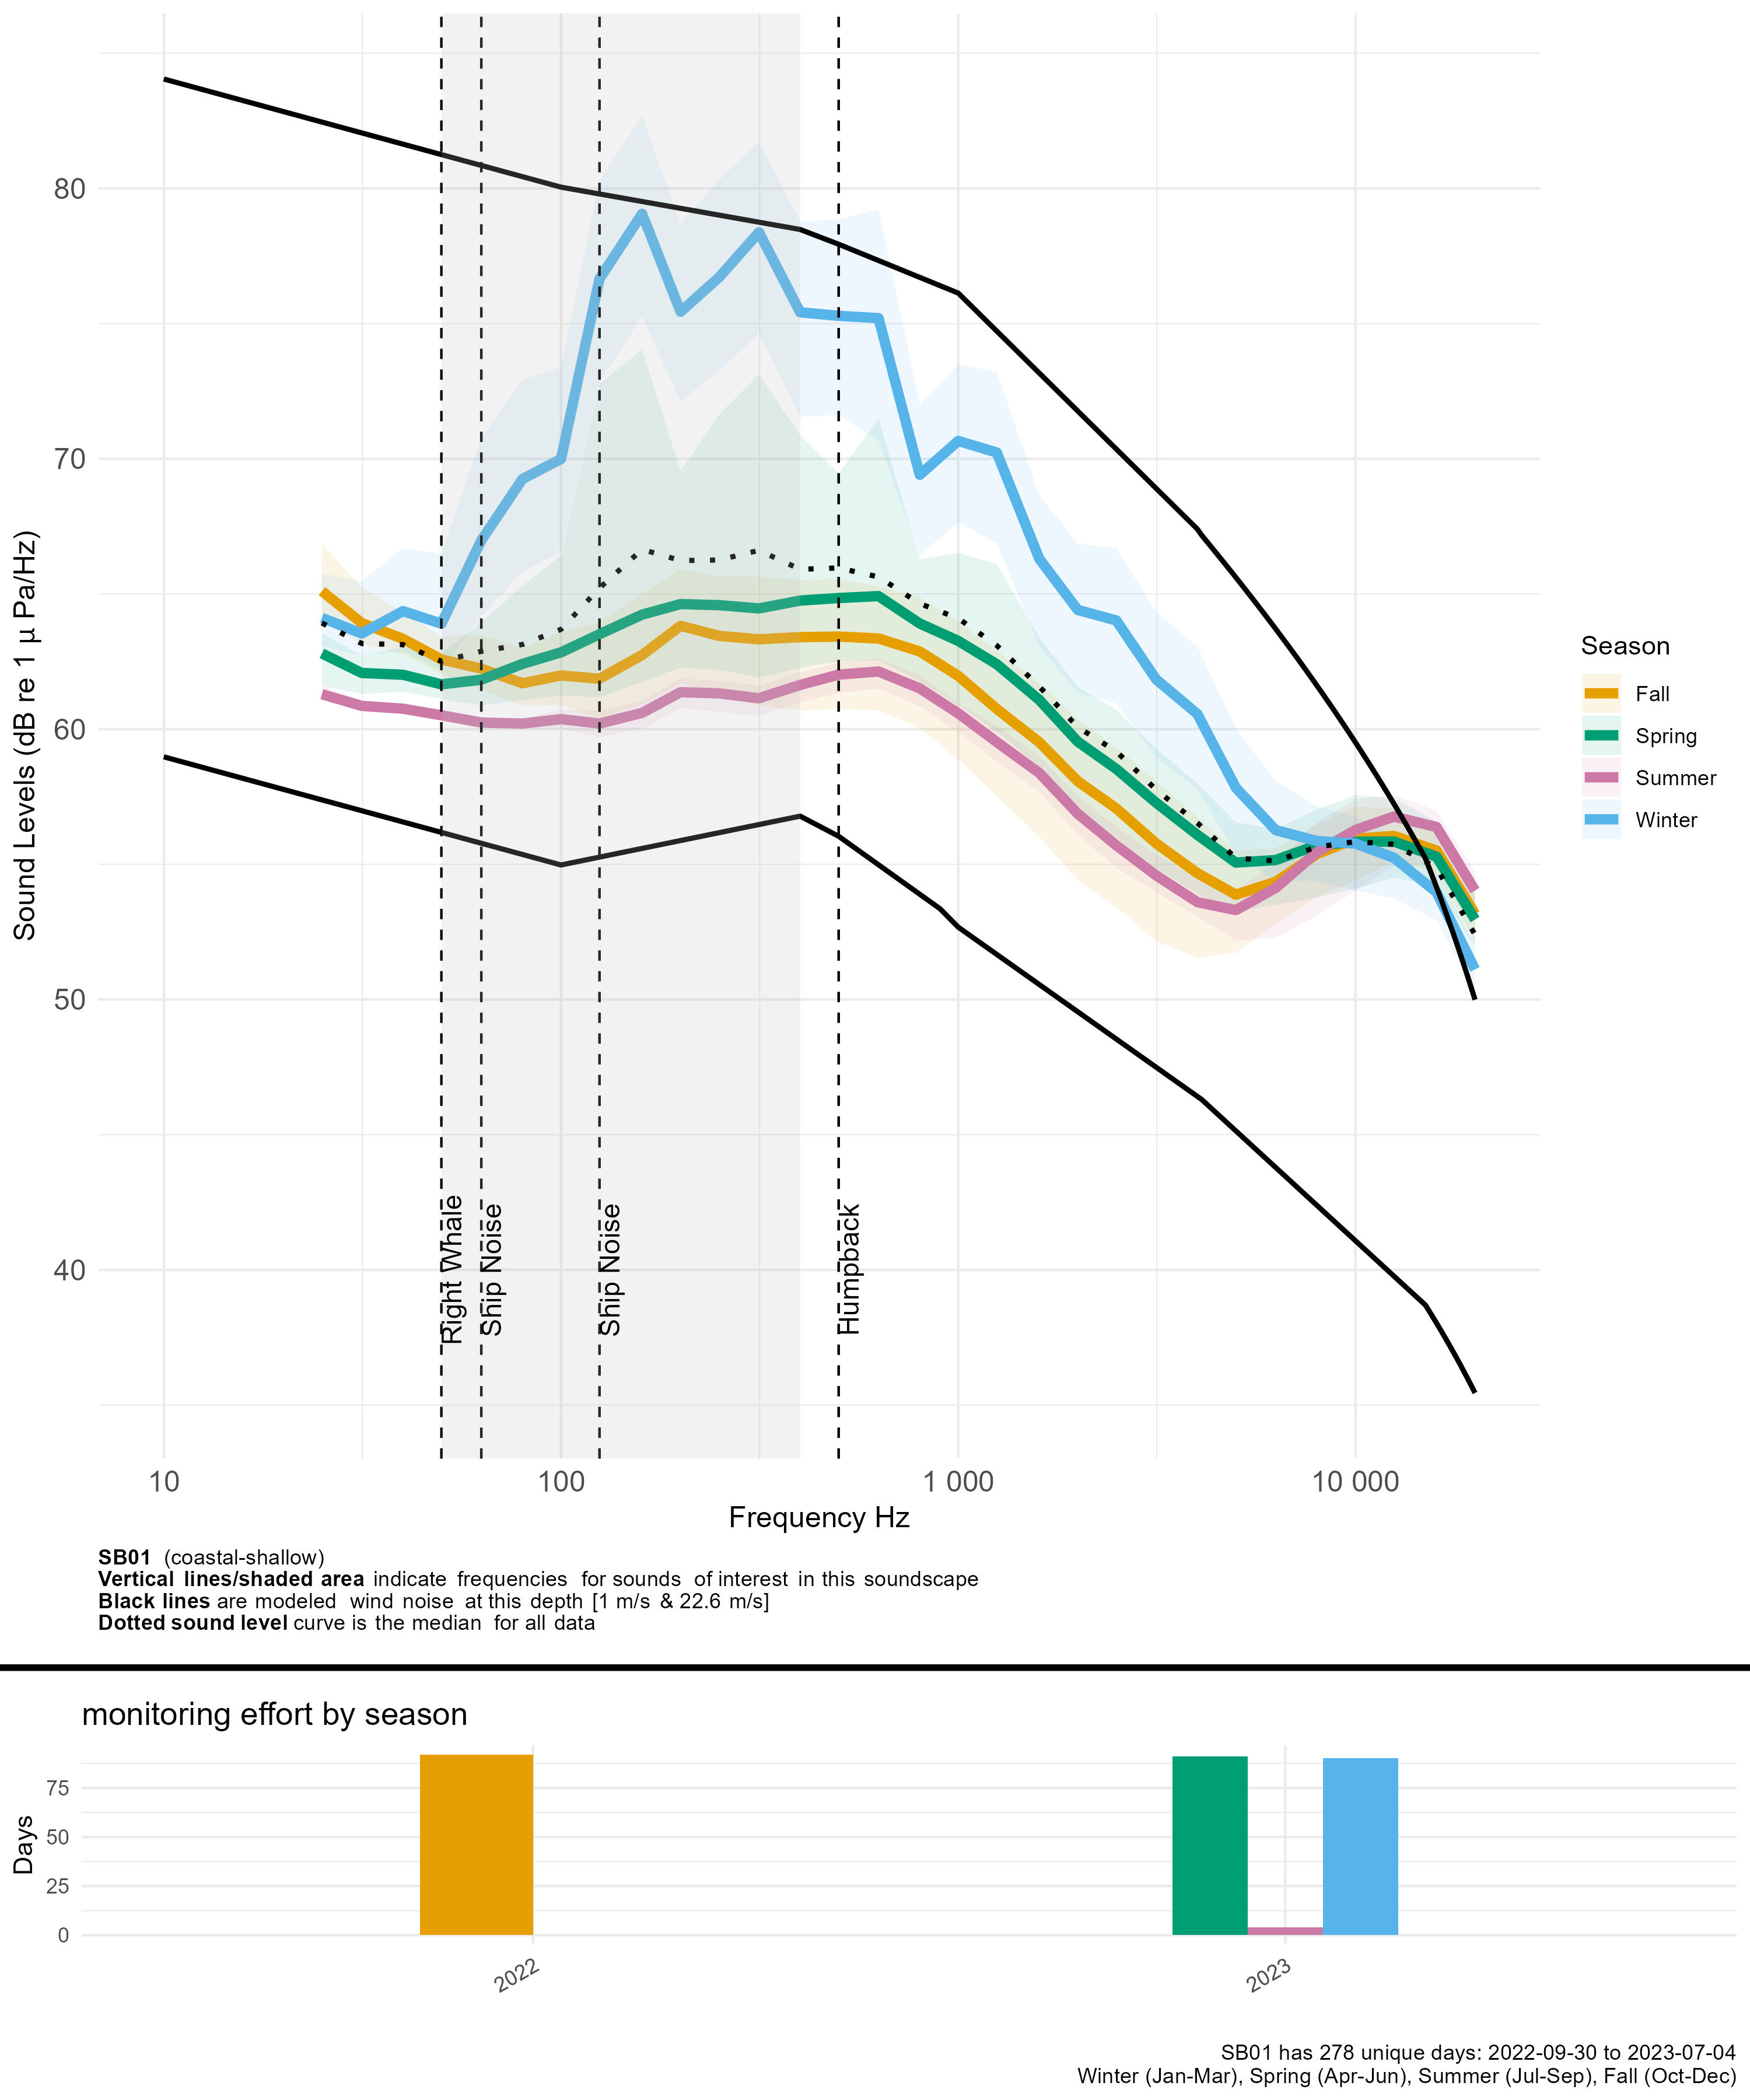 Sound Levels (dB re 1 µ Pa/Hz)
80
70
60
50
40
Right Whale
Ship Noise
Ship Noise
Humpback
10
100
1 000
10 000
Frequency Hz
Season
Fall
Spring
Summer
Winter
SB01 (coastal-shallow)
Vertical lines/shaded area indicate frequencies for sounds of interest in this soundscape
Black lines are modeled wind noise at this depth [1 m/s & 22.6 m/s]
Dotted sound level curve is the median for all data
monitoring effort by season
Days
75
50
25
0
2022
2023
SB01 has 278 unique days: 2022-09-30 to 2023-07-04
Winter (Jan-Mar), Spring (Apr-Jun), Summer (Jul-Sep), Fall (Oct-Dec)